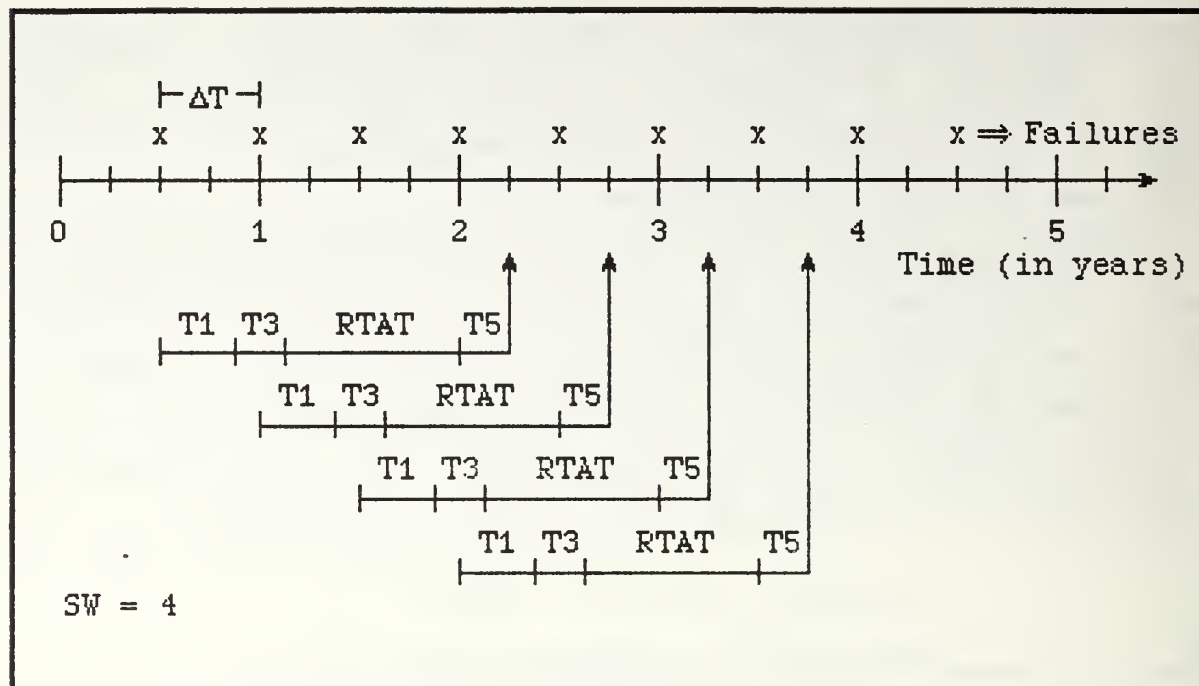 ΔT
x x x x x x x x x ⇒ Failures
0 1 2 3 4 5
Time (in years)
T1 T3 RTAT T5
T1 T3 RTAT T5
T1 T3 RTAT T5
T1 T3 RTAT T5
SW = 4